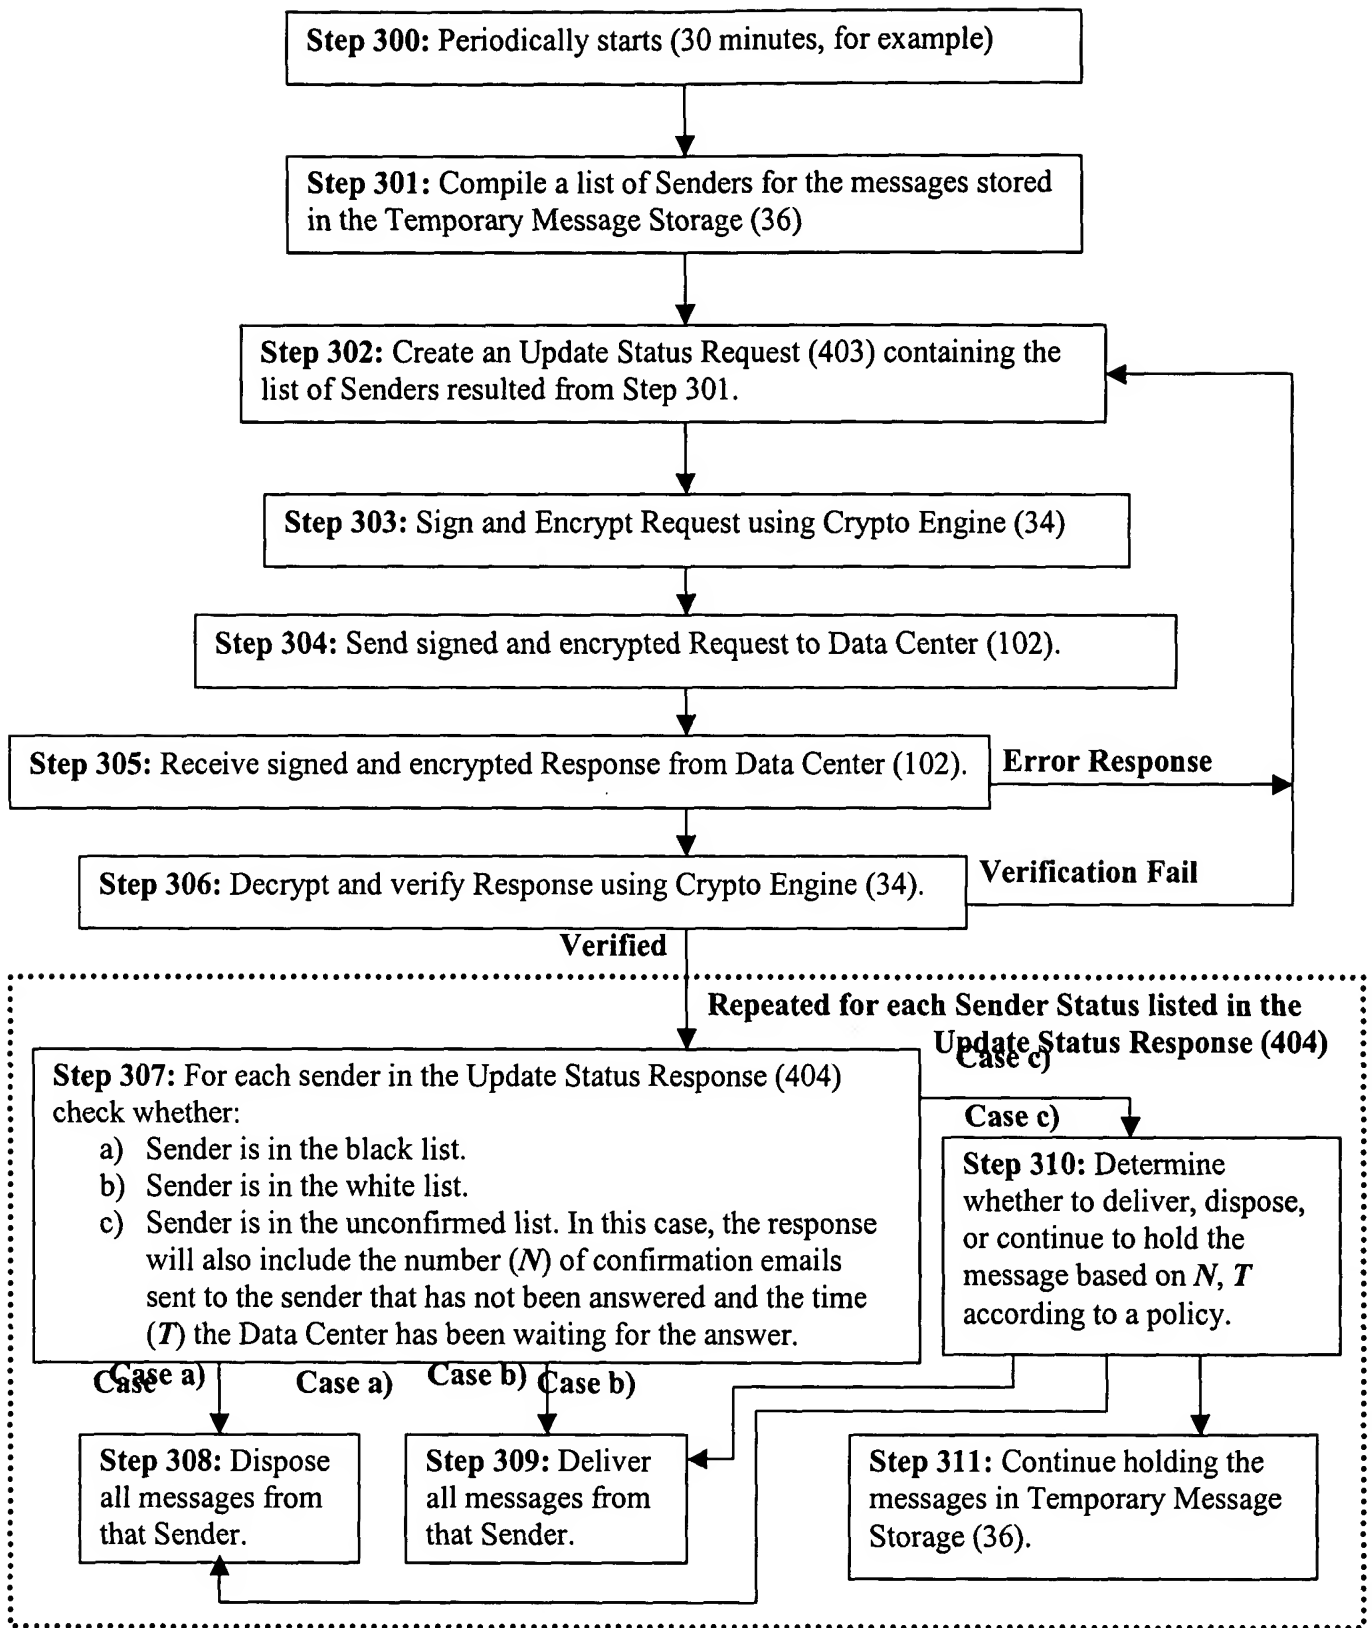 Step 300: Periodically starts (30 minutes, for example)
Step 301: Compile a list of Senders for the messages stored
in the Temporary Message Storage (36)
Step 302: Create an Update Status Request (403) containing the
list of Senders resulted from Step 301.
Step 303: Sign and Encrypt Request using Crypto Engine (34)
Step 304: Send signed and encrypted Request to Data Center (102).
Step 305: Receive signed and encrypted Response from Data Center (102).
Error Response
Step 306: Decrypt and verify Response using Crypto Engine (34).
Verification Fail
Verified
Repeated for each Sender Status listed in the
Update Status Response (404)
Case c)
Step 307: For each sender in the Update Status Response (404)
check whether:
a) Sender is in the black list.
b) Sender is in the white list.
c) Sender is in the unconfirmed list. In this case, the response
will also include the number (N) of confirmation emails
sent to the sender that has not been answered and the time
(T) the Data Center has been waiting for the answer.
Case c)
Step 310: Determine
whether to deliver, dispose,
or continue to hold the
message based on N, T
according to a policy.
Case
Case a)
Case a)
Case b)
Case b)
Step 308: Dispose
all messages from
that Sender.
Step 309: Deliver
all messages from
that Sender.
Step 311: Continue holding the
messages in Temporary Message
Storage (36).